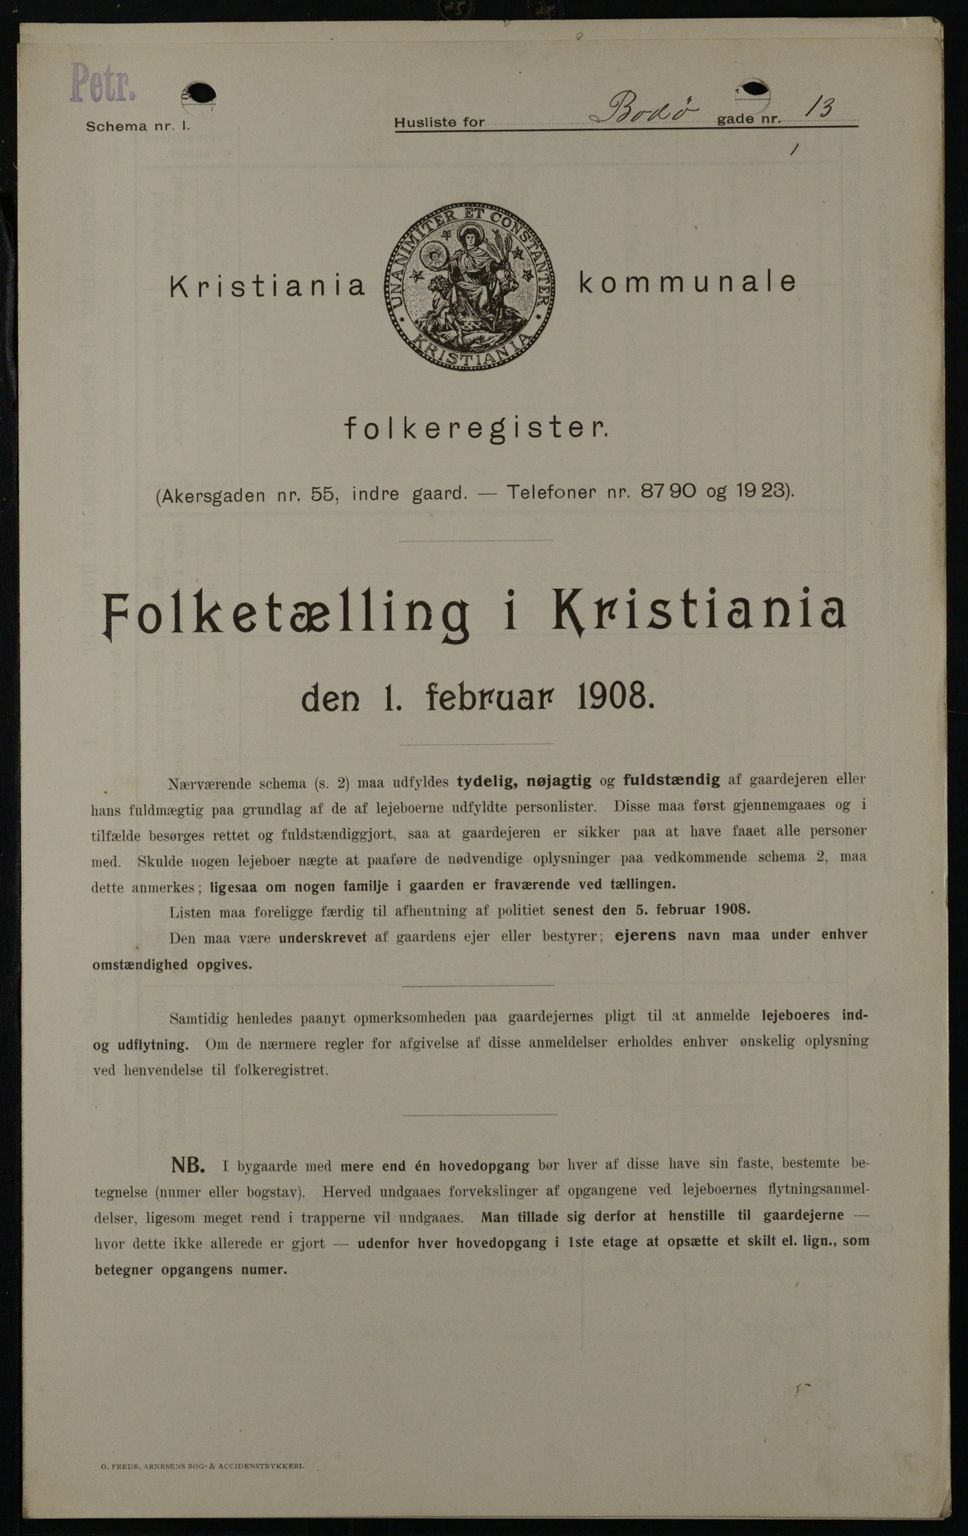 Petr.
Schema nr. 1.
Husliste for Bodø gade nr. 13
1
UNANIMITER ET CONSTANTER
KRISTIANIA
Kristiania kommunale
folkeregister.
(Akersgaden nr. 55, indre gaard. — Telefoner nr. 8790 og 1923).
Folketælling i Kristiania
den 1. februar 1908.
Nærværende schema (s. 2) maa udfyldes tydelig, nøjagtig og fuldstændig af gaardejeren eller
hans fuldmægtig paa grundlag af de af lejeboerne udfyldte personlister. Disse maa først gjennemgaaes og i
tilfælde besørges rettet og fuldstændiggjort, saa at gaardejeren er sikker paa at have faaet alle personer
med. Skulde nogen lejeboer nægte at paaføre de nødvendige oplysninger paa vedkommende schema 2, maa
dette anmerkes; ligesaa om nogen familje i gaarden er fraværende ved tællingen.
Listen maa foreligge færdig til afhentning af politiet senest den 5. februar 1908.
Den maa være underskrevet af gaardens ejer eller bestyrer; ejerens navn maa under enhver
omstændighed opgives.
Samtidig henledes paanyt opmerksomheden paa gaardejernes pligt til at anmelde lejeboeres ind-
og udflytning. Om de nærmere regler for afgivelse af disse anmeldelser erholdes enhver ønskelig oplysning
ved henvendelse til folkeregistret.
NB. I bygaarde med mere end én hovedopgang bør hver af disse have sin faste, bestemte be-
tegnelse (numer eller bogstav). Herved undgaaes forvekslinger af opgangene ved lejeboernes flytningsanmel-
delser, ligesom meget rend i trapperne vil undgaaes. Man tillade sig derfor at henstille til gaardejerne —
hvor dette ikke allerede er gjort — udenfor hver hovedopgang i 1ste etage at opsætte et skilt el. lign., som
betegner opgangens numer.
O. FREDR. ARNESENS BOG- & ACCIDENSTRYKKERI.